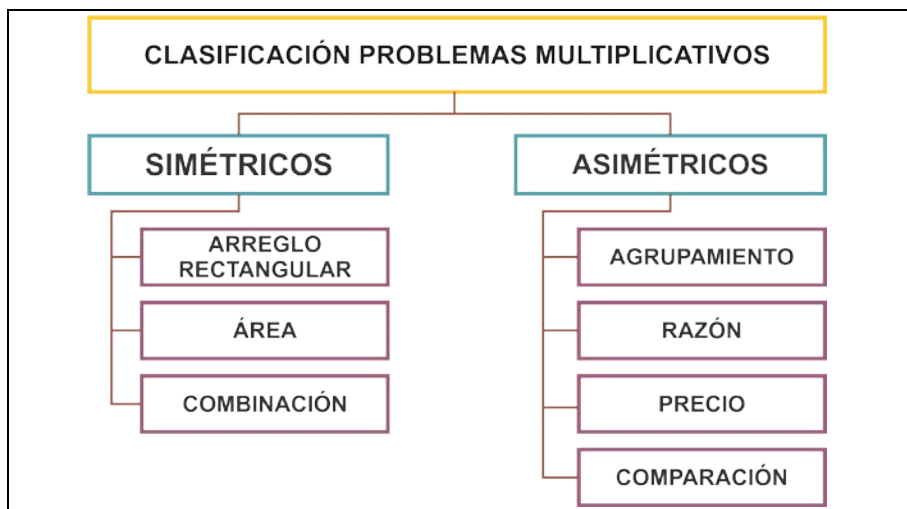 CLASIFICACIÓN PROBLEMAS MULTIPLICATIVOS
SIMÉTRICOS
ARREGLO
RECTANGULAR
ÁREA
COMBINACIÓN
ASIMÉTRICOS
AGRUPAMIENTO
RAZÓN
PRECIO
COMPARACIÓN